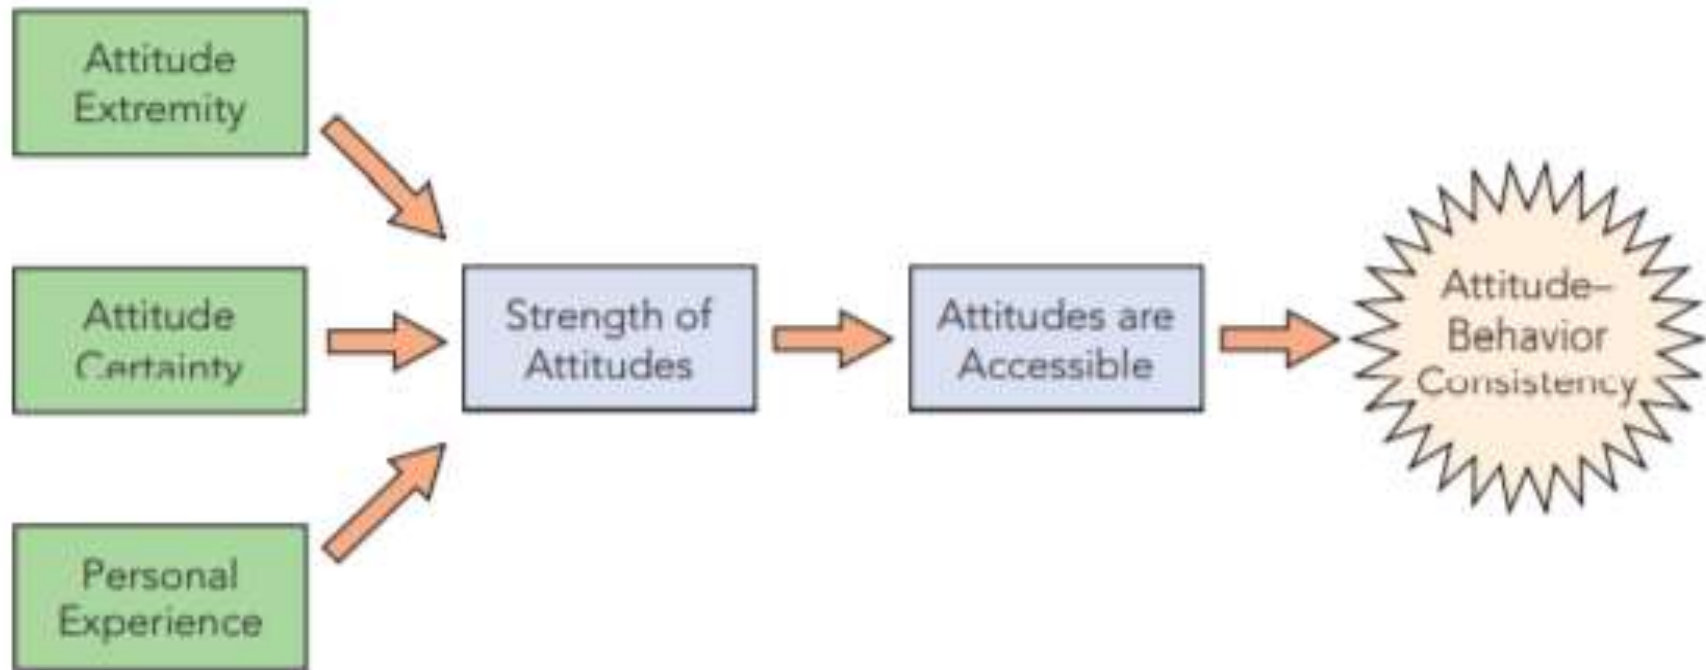 Attitude
Extremity
Attitude
Certainty
Personal
Experience
Strength of
Attitudes
Attitudes are
Accessible
Attitude–
Behavior
Consistency